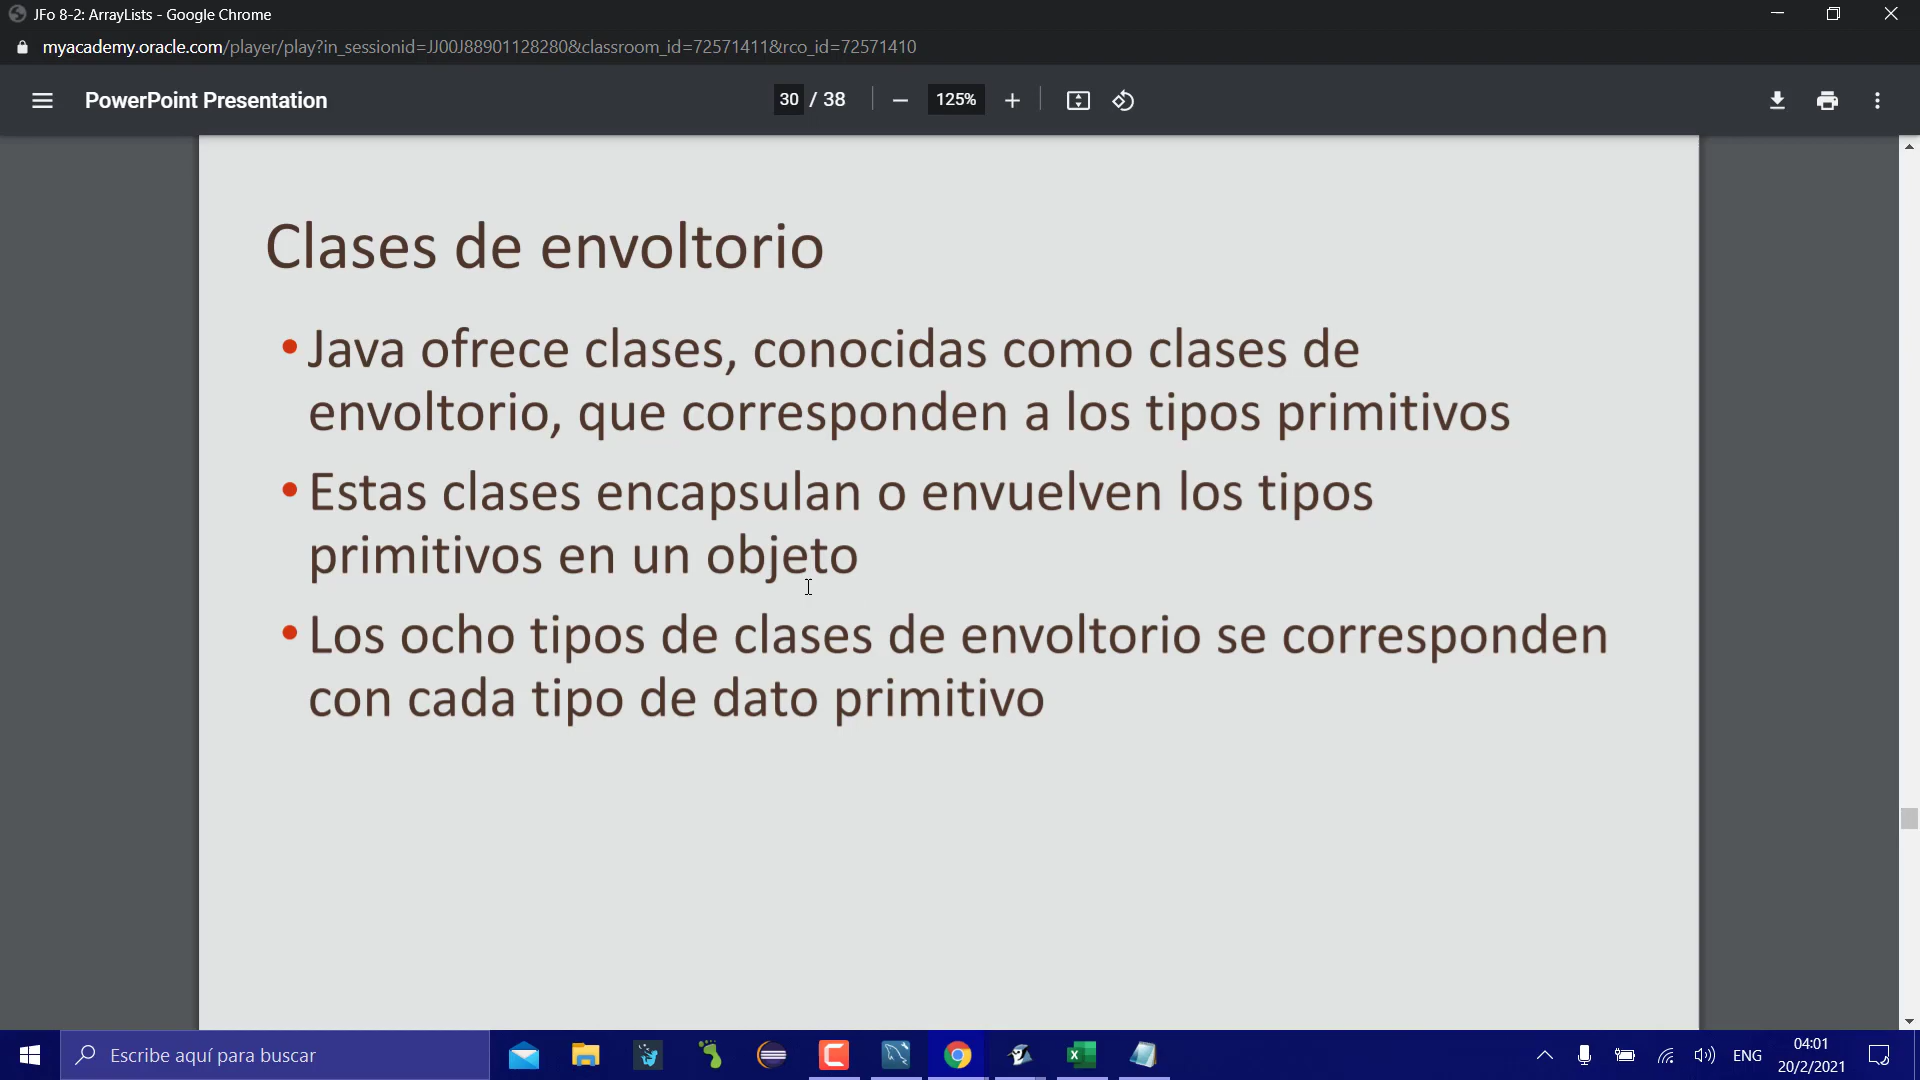 JFo 8-2: ArrayLists - Google Chrome
myacademy.oracle.com/player/play?in_sessionid=JJ00J88901128280&classroom_id=72571411&rco_id=72571410
PowerPoint Presentation
30 / 38
125%
Clases de envoltorio
• Java ofrece clases, conocidas como clases de
envoltorio, que corresponden a los tipos primitivos
• Estas clases encapsulan o envuelven los tipos
primitivos en un objeto
• Los ocho tipos de clases de envoltorio se corresponden
con cada tipo de dato primitivo
Escribe aquí para buscar
ENG
04:01
20/2/2021